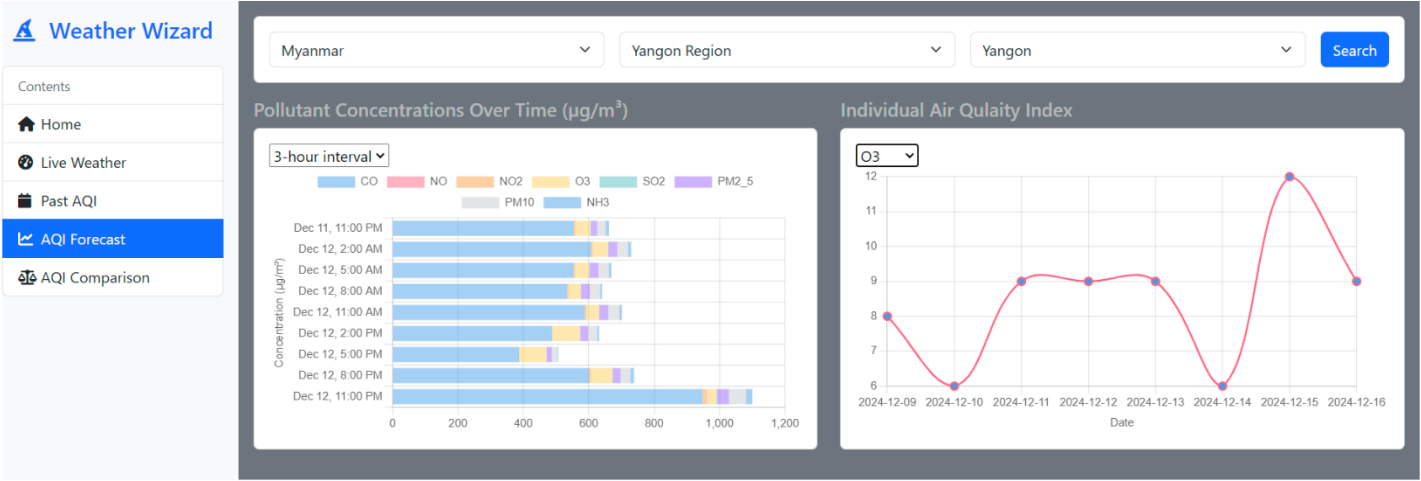 Weather Wizard
Contents
Home
Live Weather
Past AQI
AQI Forecast
AQI Comparison
Myanmar
Yangon Region
Yangon
Search
Pollutant Concentrations Over Time (µg/m³)
3-hour interval
CO NO NO2 O3 SO2 PM2_5
PM10 NH3
Concentration (µg/m³)
Dec 11, 11:00 PM
Dec 12, 2:00 AM
Dec 12, 5:00 AM
Dec 12, 8:00 AM
Dec 12, 11:00 AM
Dec 12, 2:00 PM
Dec 12, 5:00 PM
Dec 12, 8:00 PM
Dec 12, 11:00 PM
0 200 400 600 800 1,000 1,200
Individual Air Qulaity Index
O3
12
11
10
9
8
7
6
2024-12-09 2024-12-10 2024-12-11 2024-12-12 2024-12-13 2024-12-14 2024-12-15 2024-12-16
Date